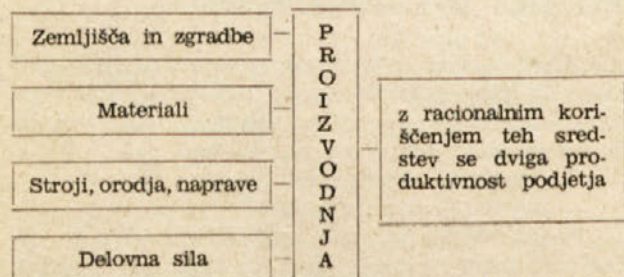 Zemljišča in zgradbe
Materiali
Stroji, orodja, naprave
Delovna sila
PROIZVODNJA
z racionalnim kori-
ščenjem teh sred-
stev se dviga pro-
duktivnost podjetja